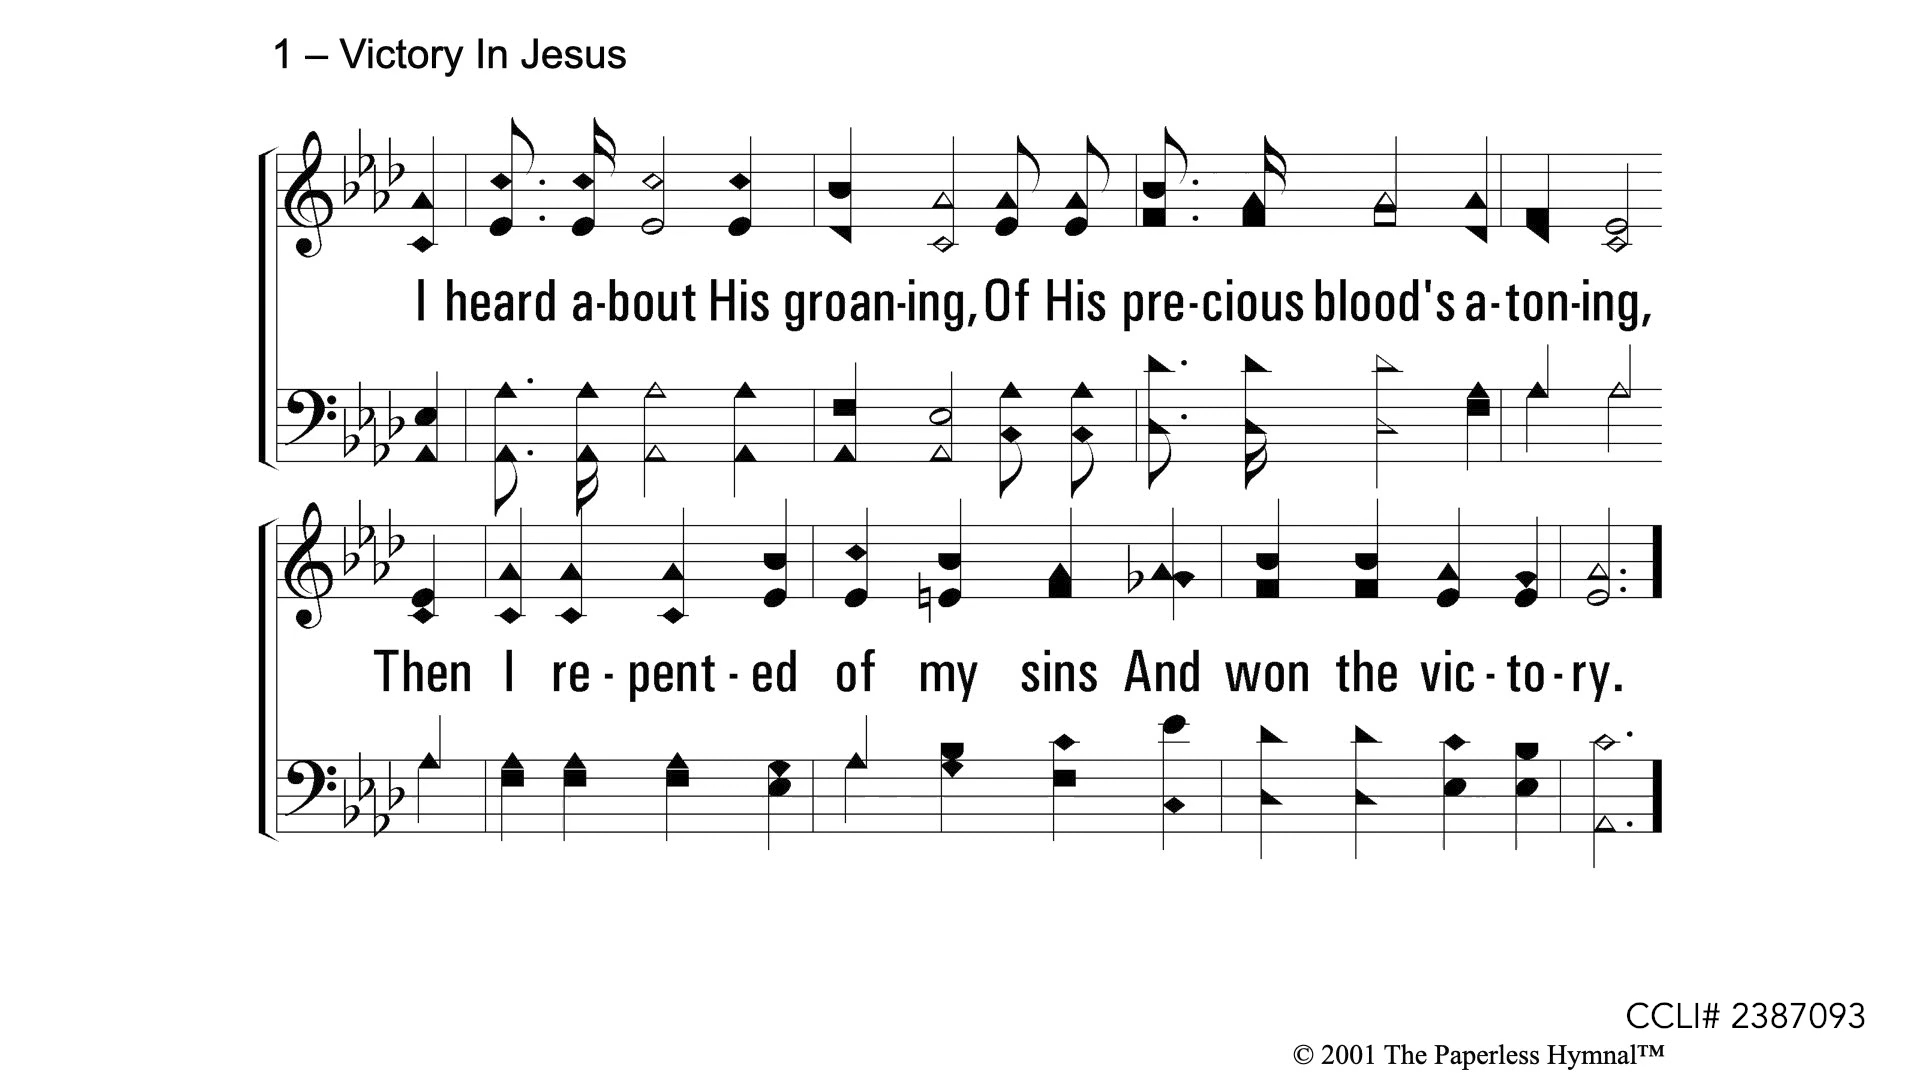 1 – Victory In Jesus
I heard a-bout His groan-ing, Of His pre-cious blood's a-ton-ing,
Then I re - pent - ed of my sins And won the vic - to - ry.
CCLI# 2387093
© 2001 The Paperless Hymnal™